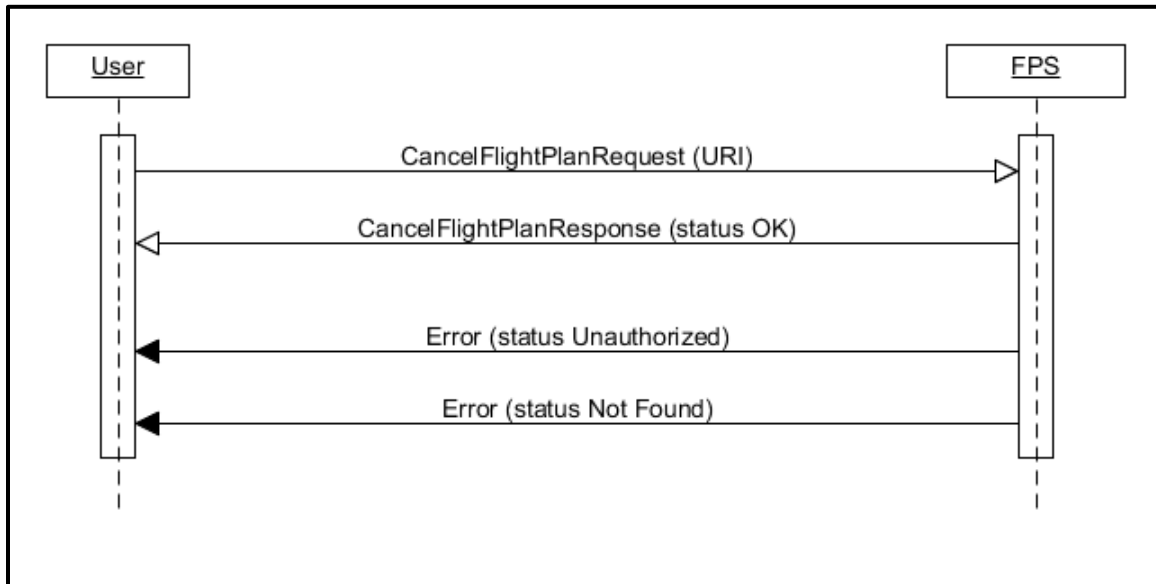 User
FPS
CancelFlightPlanRequest (URI)
CancelFlightPlanResponse (status OK)
Error (status Unauthorized)
Error (status Not Found)